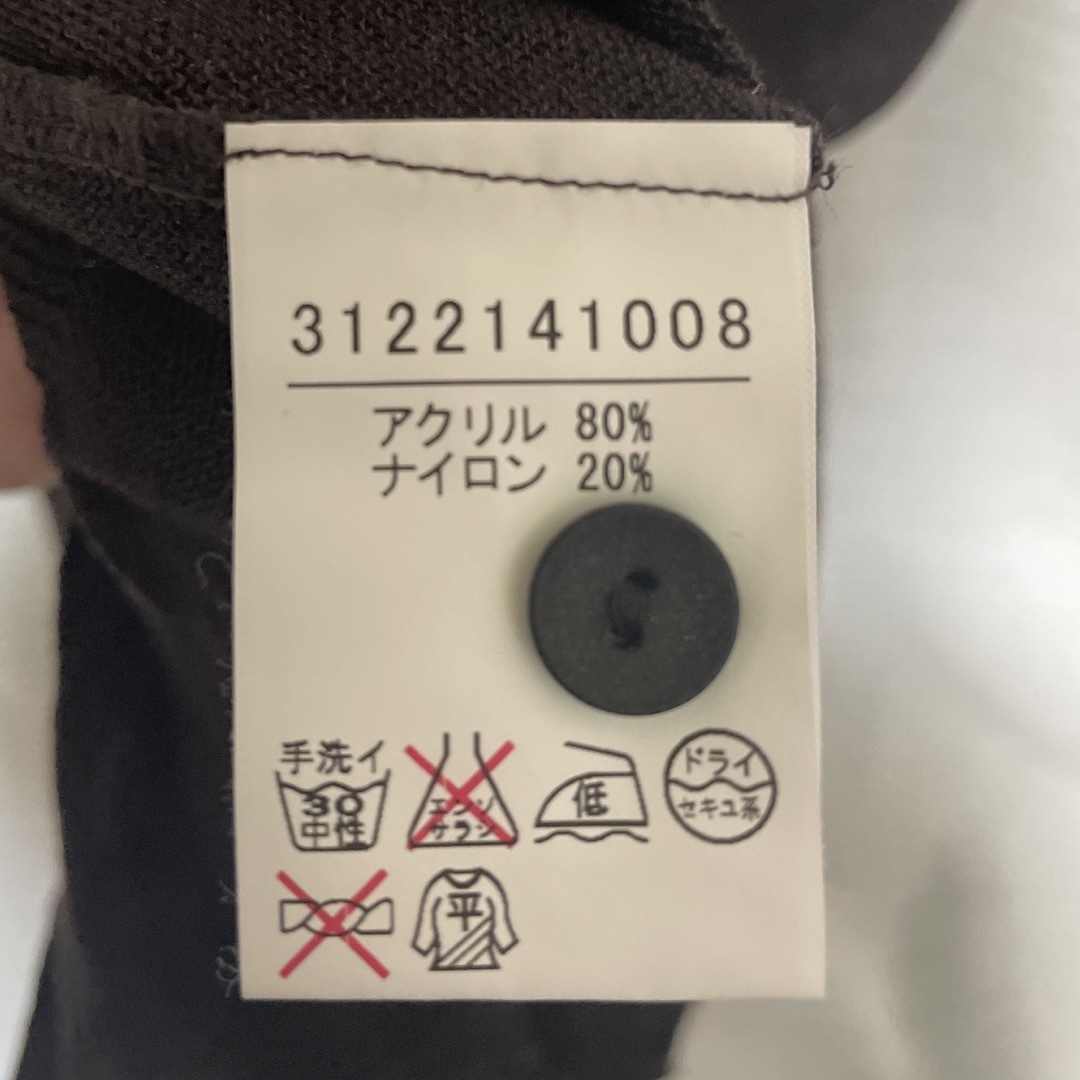 3122141008
アクリル 80%
ナイロン 20%
手洗イ
30
中性
エンソ
サラシ
低
ドライ
セキユ系
平